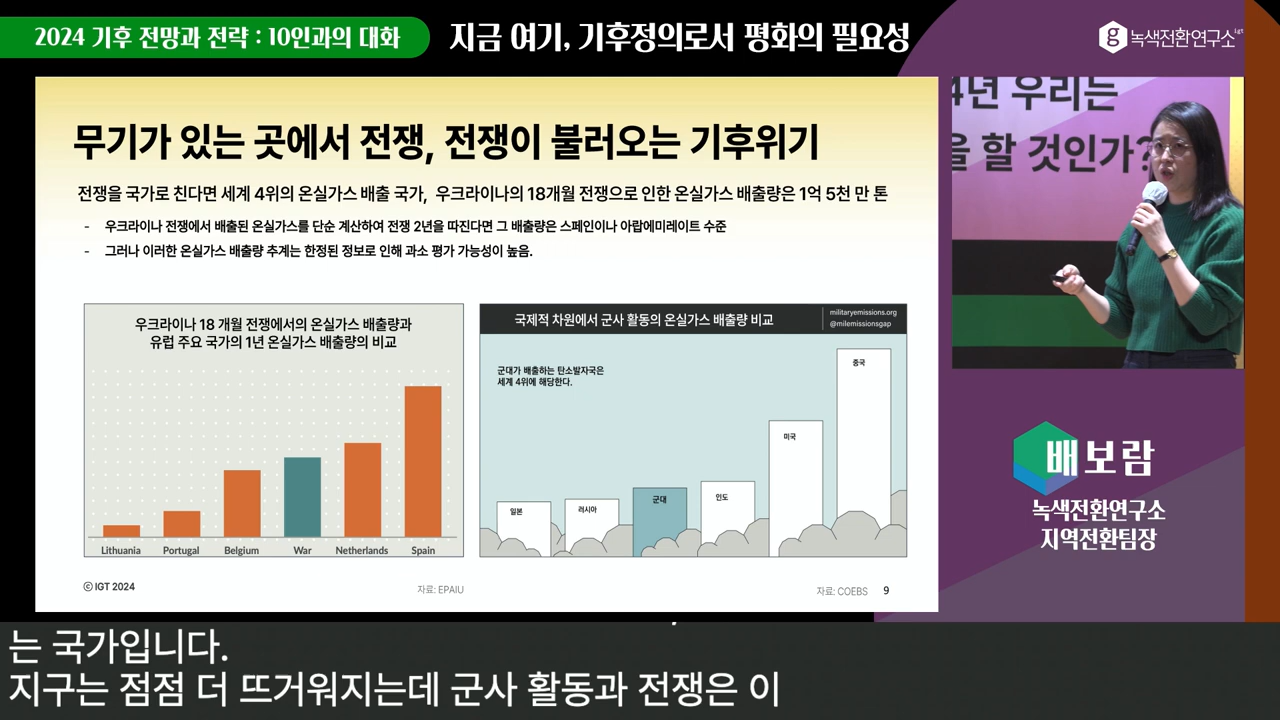 2024 기후 전망과 전략 : 10인과의 대화
지금 여기, 기후정의로서 평화의 필요성
녹색전환연구소 igt
무기가 있는 곳에서 전쟁, 전쟁이 불러오는 기후위기
전쟁을 국가로 친다면 세계 4위의 온실가스 배출 국가, 우크라이나의 18개월 전쟁으로 인한 온실가스 배출량은 1억 5천 만 톤
- 우크라이나 전쟁에서 배출된 온실가스를 단순 계산하여 전쟁 2년을 따진다면 그 배출량은 스페인이나 아랍에미레이트 수준
- 그러나 이러한 온실가스 배출량 추계는 한정된 정보로 인해 과소 평가 가능성이 높음.
우크라이나 18 개월 전쟁에서의 온실가스 배출량과
유럽 주요 국가의 1년 온실가스 배출량의 비교
Lithuania Portugal Belgium War Netherlands Spain
국제적 차원에서 군사 활동의 온실가스 배출량 비교
militaryemissions.org
@milemissionsgap
군대가 배출하는 탄소발자국은
세계 4위에 해당한다.
일본 러시아 군대 인도 미국 중국
ⓒ IGT 2024
자료: EPAIU
자료: COEBS
9
4년 우리는
을 할 것인가?
배보람
녹색전환연구소
지역전환팀장
는 국가입니다.
지구는 점점 더 뜨거워지는데 군사 활동과 전쟁은 이